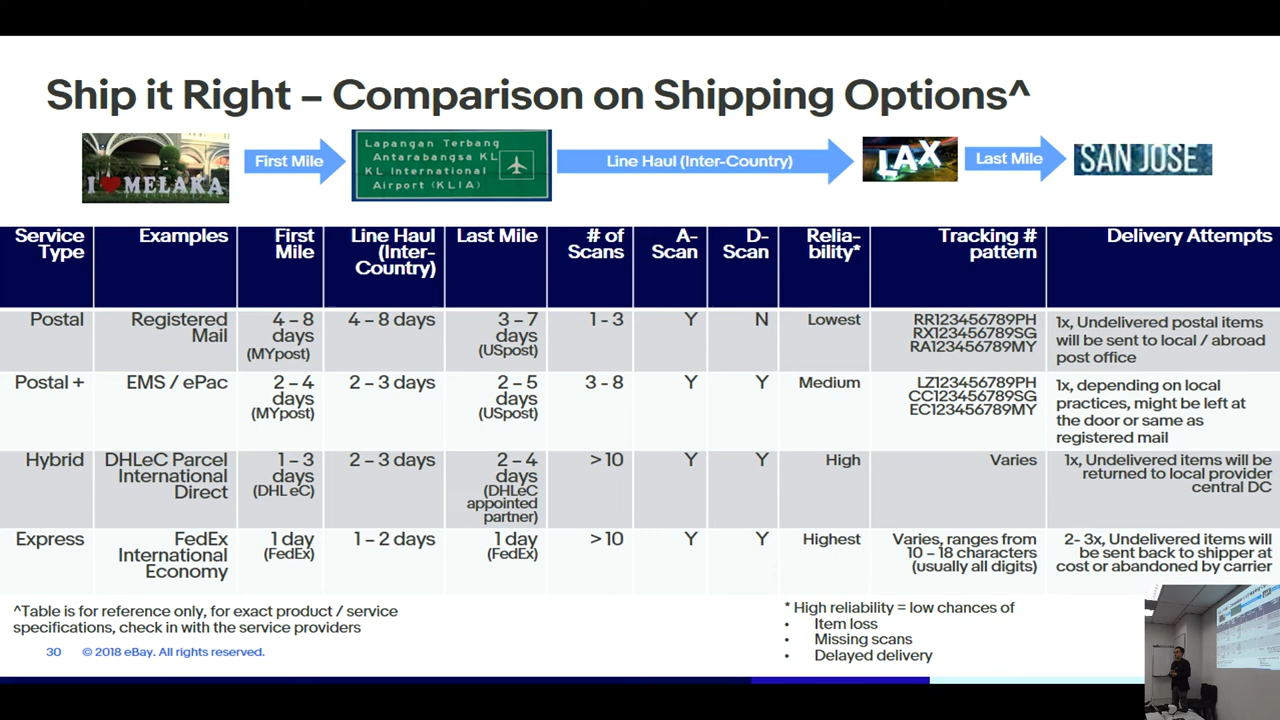 Ship it Right – Comparison on Shipping Options^
I ❤ MELAKA
First Mile
Lapangan Terbang
Antarabangsa KL
KL International
Airport (KLIA)
Line Haul (Inter-Country)
LAX
Last Mile
SAN JOSE
Service Type
Examples
First Mile
Line Haul (Inter-Country)
Last Mile
# of Scans
A-Scan
D-Scan
Relia-bility*
Tracking # pattern
Delivery Attempts
Postal
Registered Mail
4 – 8 days
(MYpost)
4 – 8 days
3 – 7 days
(USpost)
1 - 3
Y
N
Lowest
RR123456789PH
RX123456789SG
RA123456789MY
1x, Undelivered postal items
will be sent to local / abroad
post office
Postal +
EMS / ePac
2 – 4 days
(MYpost)
2 – 3 days
2 – 5 days
(USpost)
3 - 8
Y
Y
Medium
LZ123456789PH
CC123456789SG
EC123456789MY
1x, depending on local
practices, might be left at
the door or same as
registered mail
Hybrid
DHLeC Parcel
International
Direct
1 – 3 days
(DHL eC)
2 – 3 days
2 – 4 days
(DHLeC
appointed
partner)
> 10
Y
Y
High
Varies
1x, Undelivered items will be
returned to local provider
central DC
Express
FedEx
International
Economy
1 day
(FedEx)
1 – 2 days
1 day
(FedEx)
> 10
Y
Y
Highest
Varies, ranges from
10 – 18 characters
(usually all digits)
2- 3x, Undelivered items will
be sent back to shipper at
cost or abandoned by carrier
^Table is for reference only, for exact product / service
specifications, check in with the service providers
* High reliability = low chances of
• Item loss
• Missing scans
• Delayed delivery
30 © 2018 eBay. All rights reserved.